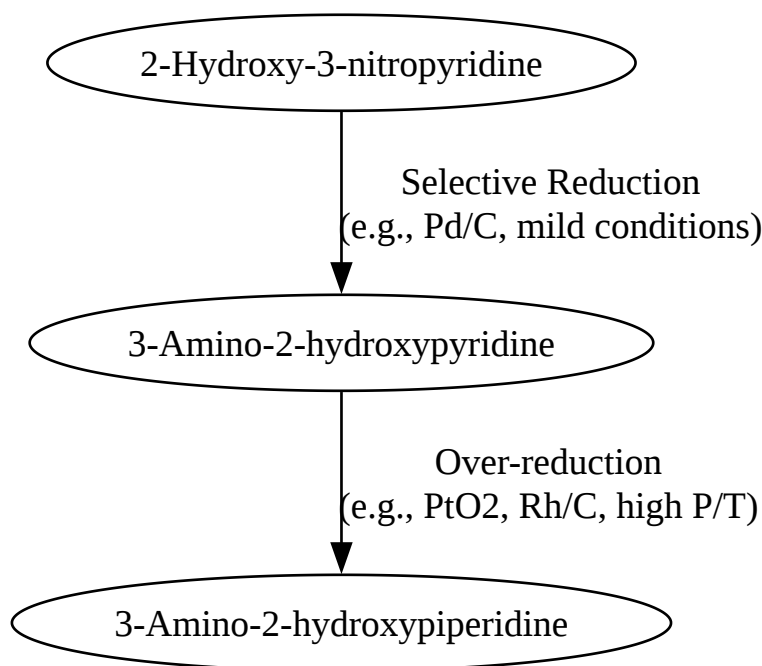 2-Hydroxy-3-nitropyridine
Selective Reduction
(e.g., Pd/C, mild conditions)
3-Amino-2-hydroxypyridine
Over-reduction
(e.g., PtO2, Rh/C, high P/T)
3-Amino-2-hydroxypiperidine